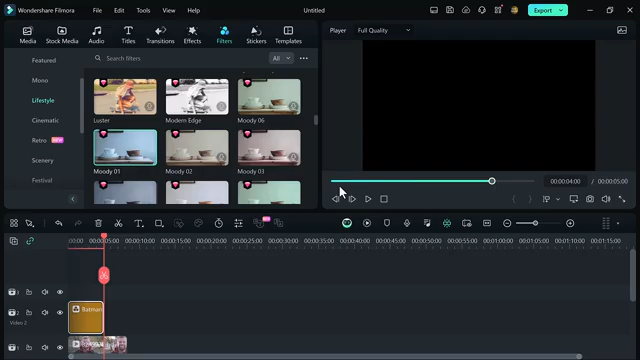 Wondershare Filmora File Edit Tools View Help Untitled Export
Media Stock Media Audio Titles Transitions Effects Filters Stickers Templates
Player Full Quality
Featured
Mono
Lifestyle
Cinematic
Retro
Scenery
Festival
Search filters All
Luster Modern Edge Moody 06
Moody 01 Moody 02 Moody 03
00:00:04:00 / 00:00:05:00
:00:00 00:00:05:00 00:00:10:00 00:00:15:00 00:00:20:00 00:00:25:00 00:00:30:00 00:00:35:00 00:00:40:00 00:00:45:00 00:00:50:00 00:00:55:00 00:01:00:00 00:01:05:00 00:01:10:00 00:01:15:00
2 Batman
Video 2
1